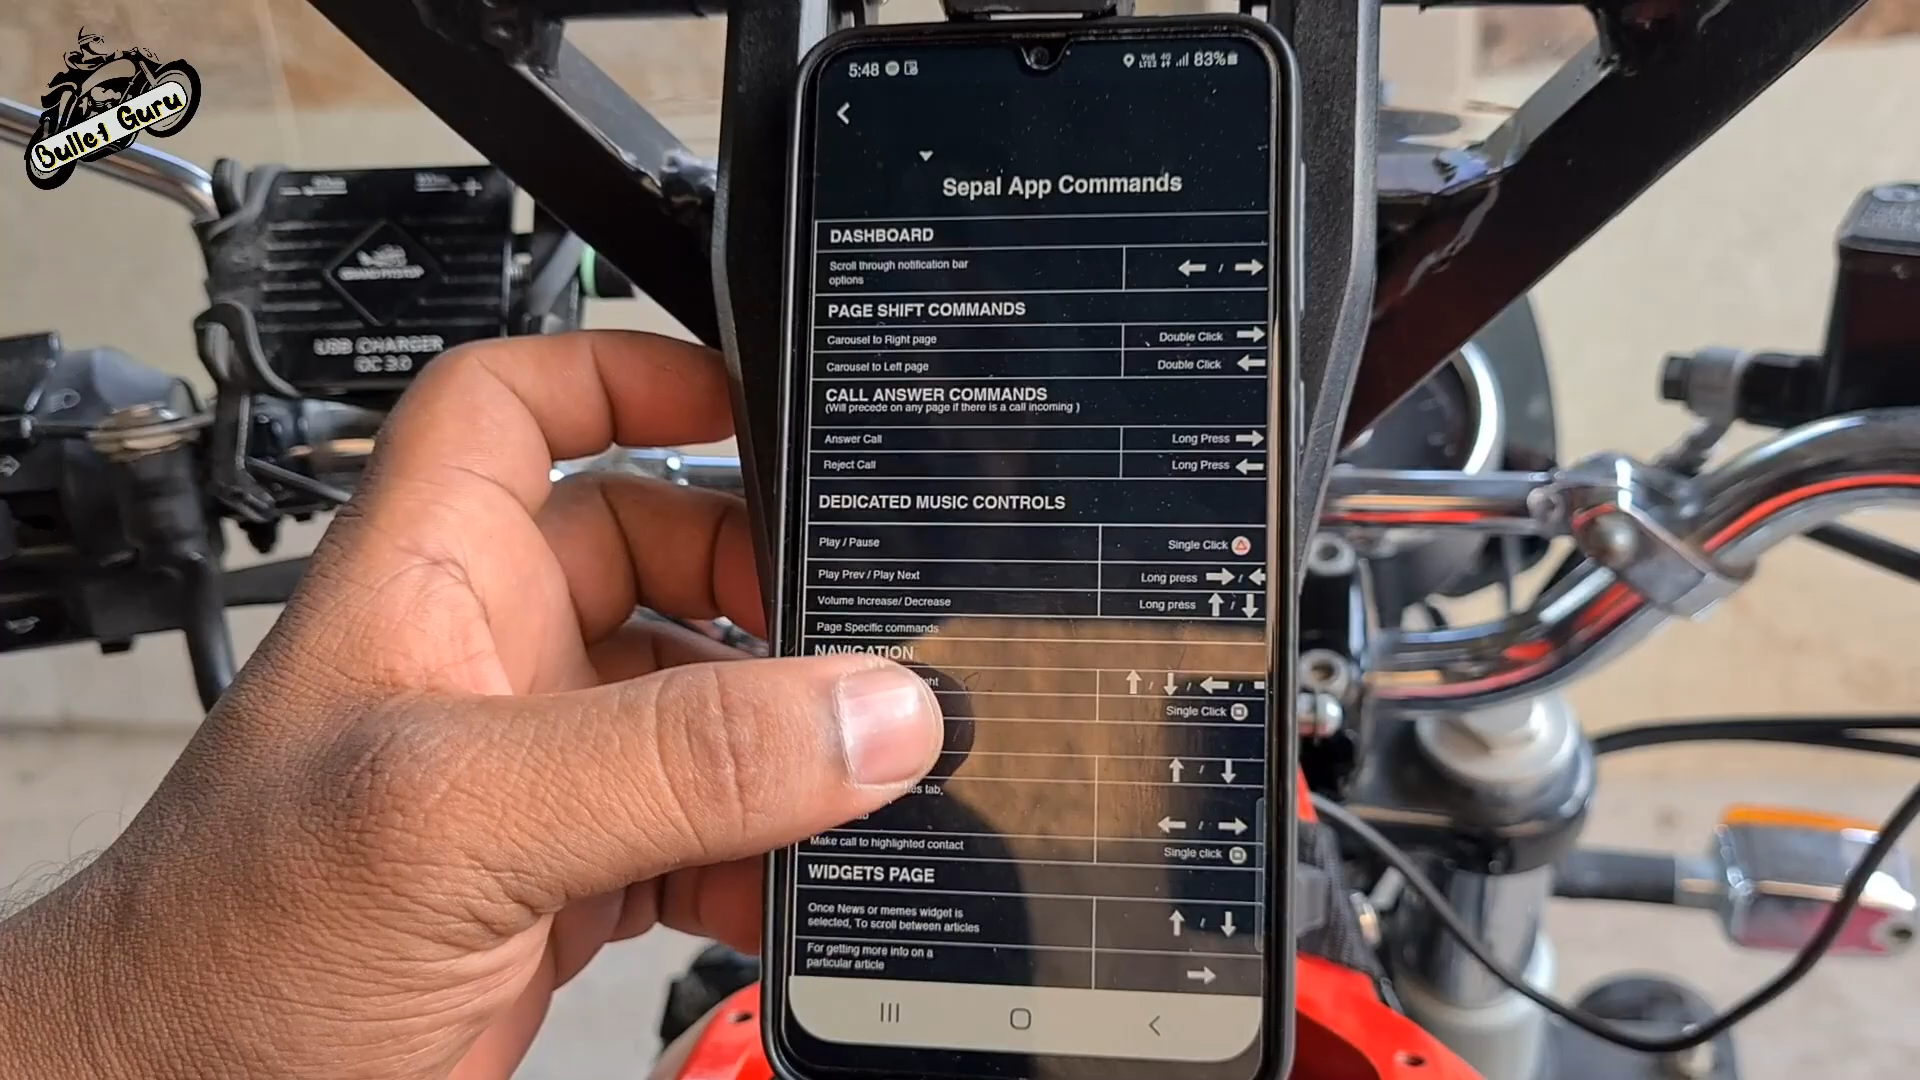 Bullet Guru
5:48
83%
Sepal App Commands
DASHBOARD
Scroll through notification bar
options
/
PAGE SHIFT COMMANDS
Carousel to Right page
Double Click
Carousel to Left page
Double Click
CALL ANSWER COMMANDS
(Will precede on any page if there is a call incoming )
Answer Call
Long Press
Reject Call
Long Press
DEDICATED MUSIC CONTROLS
Play / Pause
Single Click
Play Prev / Play Next
Long press /
Volume Increase/ Decrease
Long press /
Page Specific commands
NAVIGATION
Single Click
tab,
Make call to highlighted contact
Single click
WIDGETS PAGE
Once News or memes widget is
selected, To scroll between articles
For getting more info on a
particular article
USB CHARGER
QC 3.0